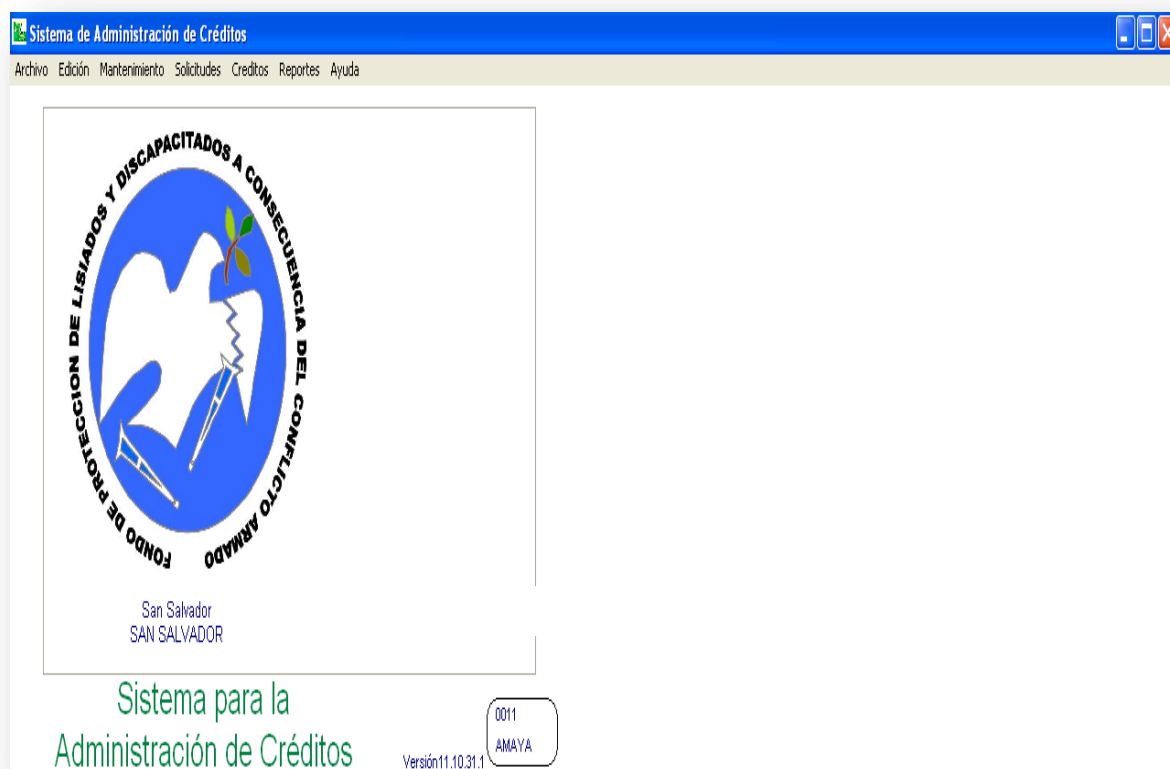 Sistema de Administración de Créditos
Archivo Edición Mantenimiento Solicitudes Creditos Reportes Ayuda
FONDO DE PROTECCION DE LISIADOS Y DISCAPACITADOS A CONSECUENCIA DEL CONFLICTO ARMADO
San Salvador
SAN SALVADOR
Sistema para la
Administración de Créditos
Versión11.10.31.1
0011
AMAYA